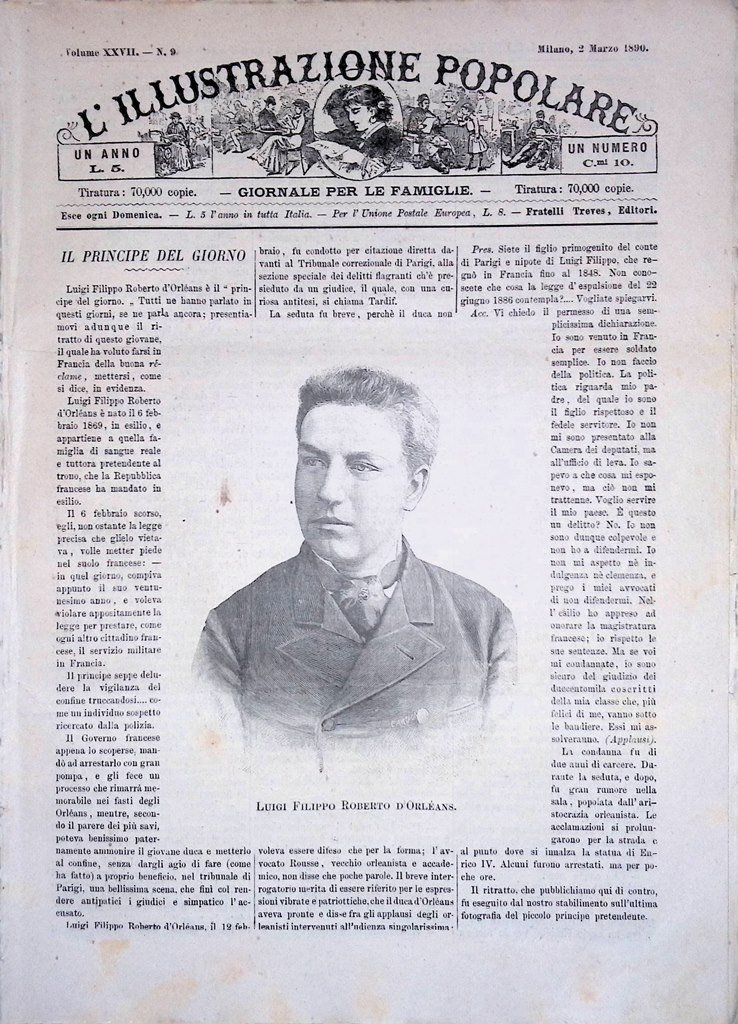 Volume XXVII. — N. 9
Milano, 2 Marzo 1890.
L'ILLUSTRAZIONE POPOLARE
UN ANNO
L. 5.
UN NUMERO
C.mi 10.
Tiratura: 70,000 copie.
— GIORNALE PER LE FAMIGLIE. —
Tiratura: 70,000 copie.
Esce ogni Domenica. — L. 5 l'anno in tutta Italia. — Per l'Unione Postale Europea, L. 8. — Fratelli Treves, Editori.
IL PRINCIPE DEL GIORNO
Luigi Filippo Roberto d'Orléans è il " prin-
cipe del giorno. „ Tutti ne hanno parlato in
questi giorni, se ne parla ancora; presentia-
movi adunque il ri-
tratto di questo giovane,
il quale ha voluto farsi in
Francia della buona ré-
clame, mettersi, come
si dice, in evidenza.
Luigi Filippo Roberto
d'Orléans è nato il 6 feb-
braio 1869, in esilio, e
appartiene a quella fa-
miglia di sangue reale
e tuttora pretendente al
trono, che la Repubblica
francese ha mandato in
esilio.
Il 6 febbraio scorso,
egli, non ostante la legge
precisa che glielo vieta-
va, volle metter piede
nel suolo francese: —
in quel giorno, compiva
appunto il suo ventu-
nesimo anno, e voleva
violare appositamente la
legge per prestare, come
ogni altro cittadino fran-
cese, il servizio militare
in Francia.
Il principe seppe delu-
dere la vigilanza del
confine truccandosi.... co-
me un individuo sospetto
ricercato dalla polizia.
Il Governo francese
appena lo scoperse, man-
dò ad arrestarlo con gran
pompa, e gli fece un
processo che rimarrà me-
morabile nei fasti degli
Orléans, mentre, secon-
do il parere dei più savi,
poteva benissimo pater-
namente ammonire il giovane duca e metterlo
al confine, senza dargli agio di fare (come
ha fatto) a proprio beneficio, nel tribunale di
Parigi, una bellissima scena, che finì col ren-
dere antipatici i giudici e simpatico l'ac-
cusato.
Luigi Filippo Roberto d'Orléans, il 12 feb-
braio, fu condotto per citazione diretta da-
vanti al Tribunale correzionale di Parigi, alla
sezione speciale dei delitti flagranti ch'è pre-
sieduto da un giudice, il quale, con una cu-
riosa antitesi, si chiama Tardif.
La seduta fu breve, perchè il duca non
LUIGI FILIPPO ROBERTO D'ORLÉANS.
voleva essere difeso che per la forma; l'av-
vocato Rousse, vecchio orleanista e accade-
mico, non disse che poche parole. Il breve inter-
rogatorio merita di essere riferito per le espres-
sioni vibrate e patriottiche, che il duca d'Orléans
aveva pronte e disse fra gli applausi degli or-
leanisti intervenuti all'udienza singolarissima:
Pres. Siete il figlio primogenito del conte
di Parigi e nipote di Luigi Filippo, che re-
gnò in Francia fino al 1848. Non cono-
scete che cosa la legge d'espulsione del 22
giugno 1886 contempla?.... Vogliate spiegarvi.
Acc. Vi chiedo il permesso di una sem-
plicissima dichiarazione.
Io sono venuto in Fran-
cia per essere soldato
semplice. Io non faccio
della politica. La poli-
tica riguarda mio pa-
dre, del quale io sono
il figlio rispettoso e il
fedele servitore. Io non
mi sono presentato alla
Camera dei deputati, ma
all'ufficio di leva. Io sa-
pevo a che cosa mi espo-
nevo, ma ciò non mi
trattenne. Voglio servire
il mio paese. È questo
un delitto? No. Io non
sono dunque colpevole e
non ho a difendermi. Io
non mi aspetto nè in-
dulgenza nè clemenza, e
prego i miei avvocati
di non difendermi. Nel-
l'esilio ho appreso ad
onorare la magistratura
francese; io rispetto le
sue sentenze. Ma se voi
mi condannate, io sono
sicuro del giudizio dei
duecentomila coscritti
della mia classe che, più
felici di me, vanno sotto
le bandiere. Essi mi as-
solveranno. (Applausi).
La condanna fu di
due anni di carcere. Du-
rante la seduta, e dopo,
fu gran rumore nella
sala, popolata dall'ari-
stocrazia orleanista. Le
acclamazioni si prolun-
garono per la strada e
al punto dove si innalza la statua di En-
rico IV. Alcuni furono arrestati, ma per po-
che ore.
Il ritratto, che pubblichiamo qui di contro,
fu eseguito dal nostro stabilimento sull'ultima
fotografia del piccolo principe pretendente.